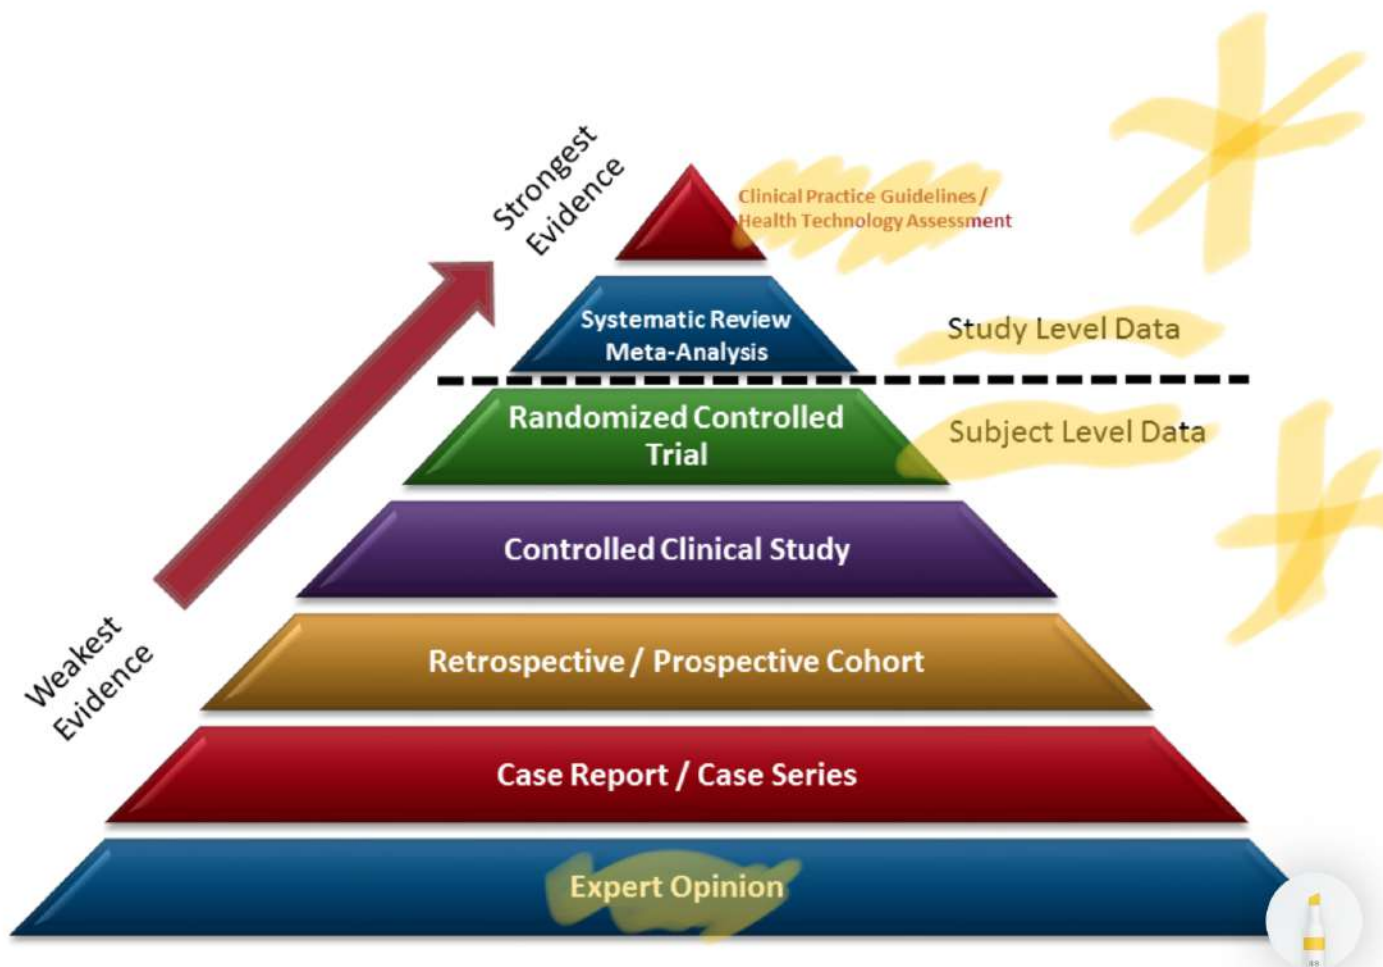 Strongest
Evidence
Clinical Practice Guidelines /
Health Technology Assessment
Systematic Review
Meta-Analysis
Study Level Data
Randomized Controlled
Trial
Subject Level Data
Controlled Clinical Study
Weakest
Evidence
Retrospective / Prospective Cohort
Case Report / Case Series
Expert Opinion